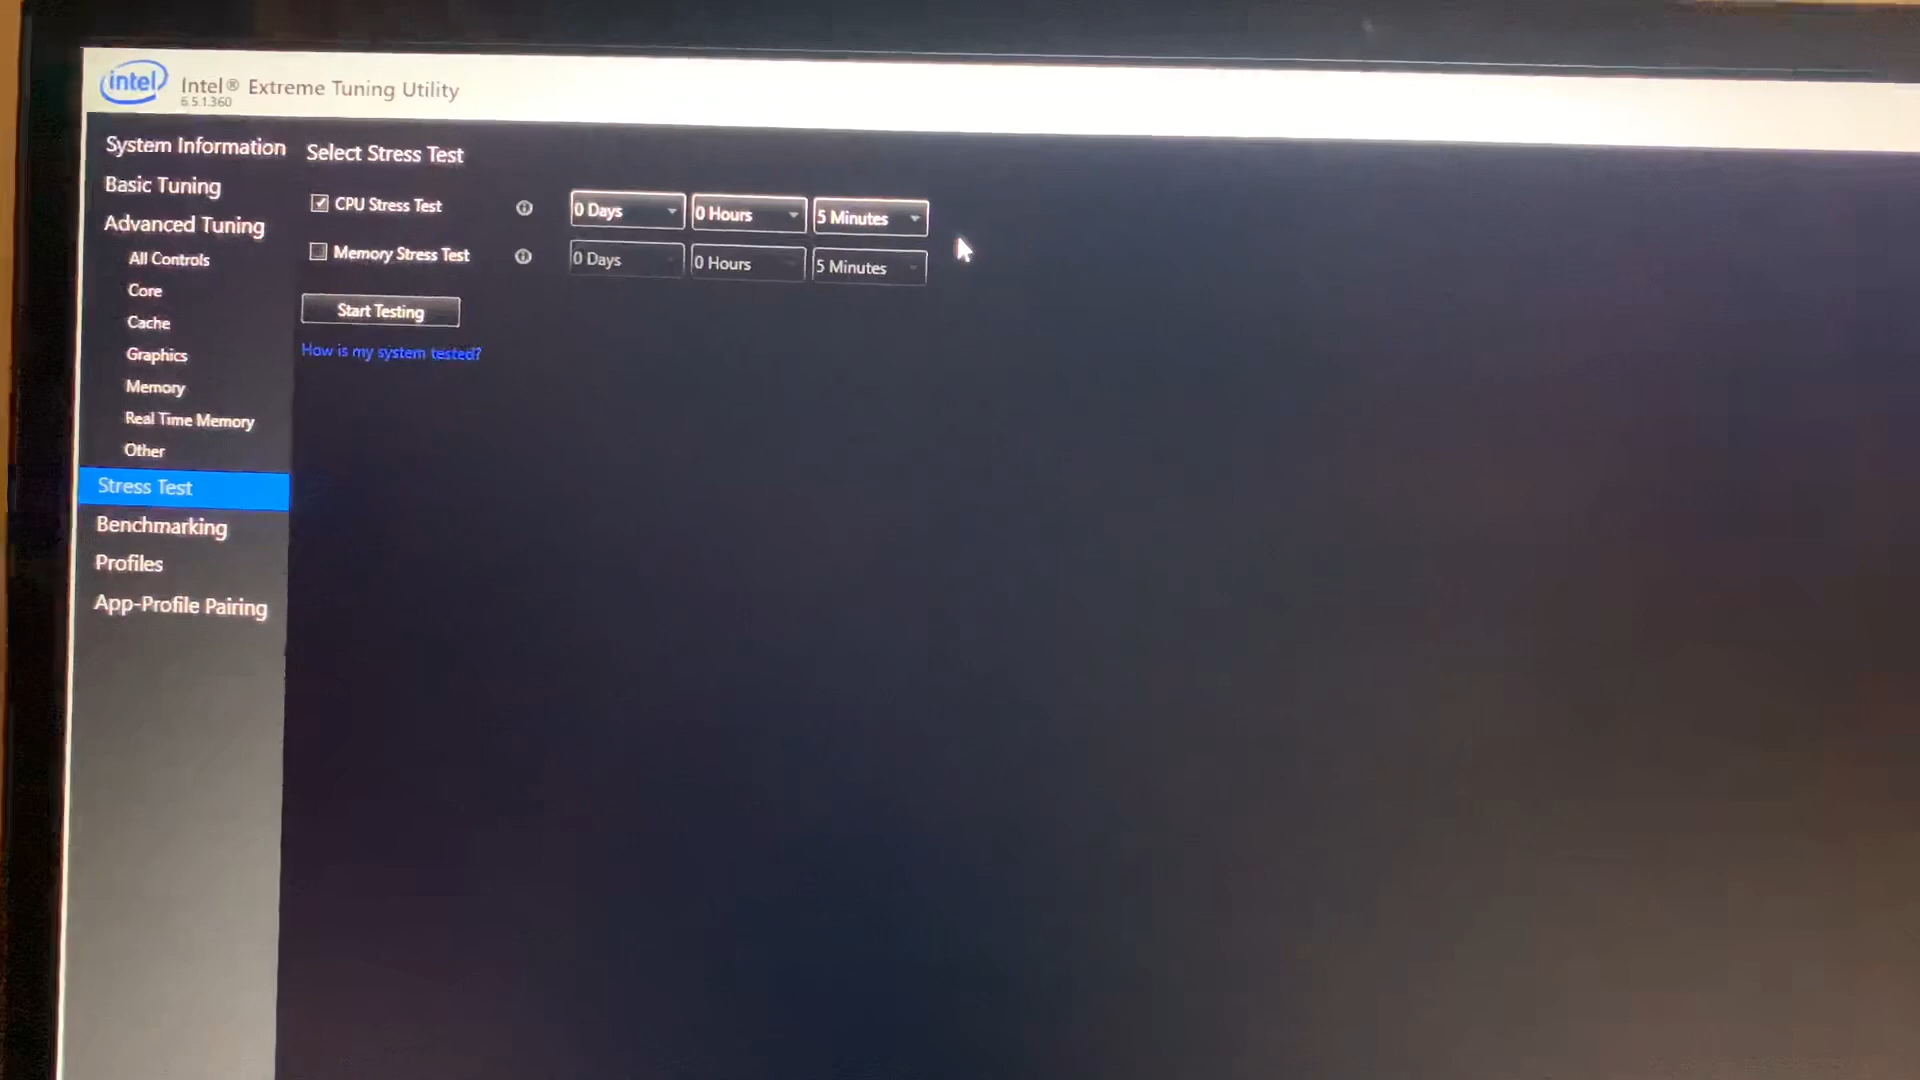 intel
Intel® Extreme Tuning Utility
6.5.1.360
System Information
Basic Tuning
Advanced Tuning
All Controls
Core
Cache
Graphics
Memory
Real Time Memory
Other
Stress Test
Benchmarking
Profiles
App-Profile Pairing
Select Stress Test
CPU Stress Test 0 Days 0 Hours 5 Minutes
Memory Stress Test 0 Days 0 Hours 5 Minutes
Start Testing
How is my system tested?